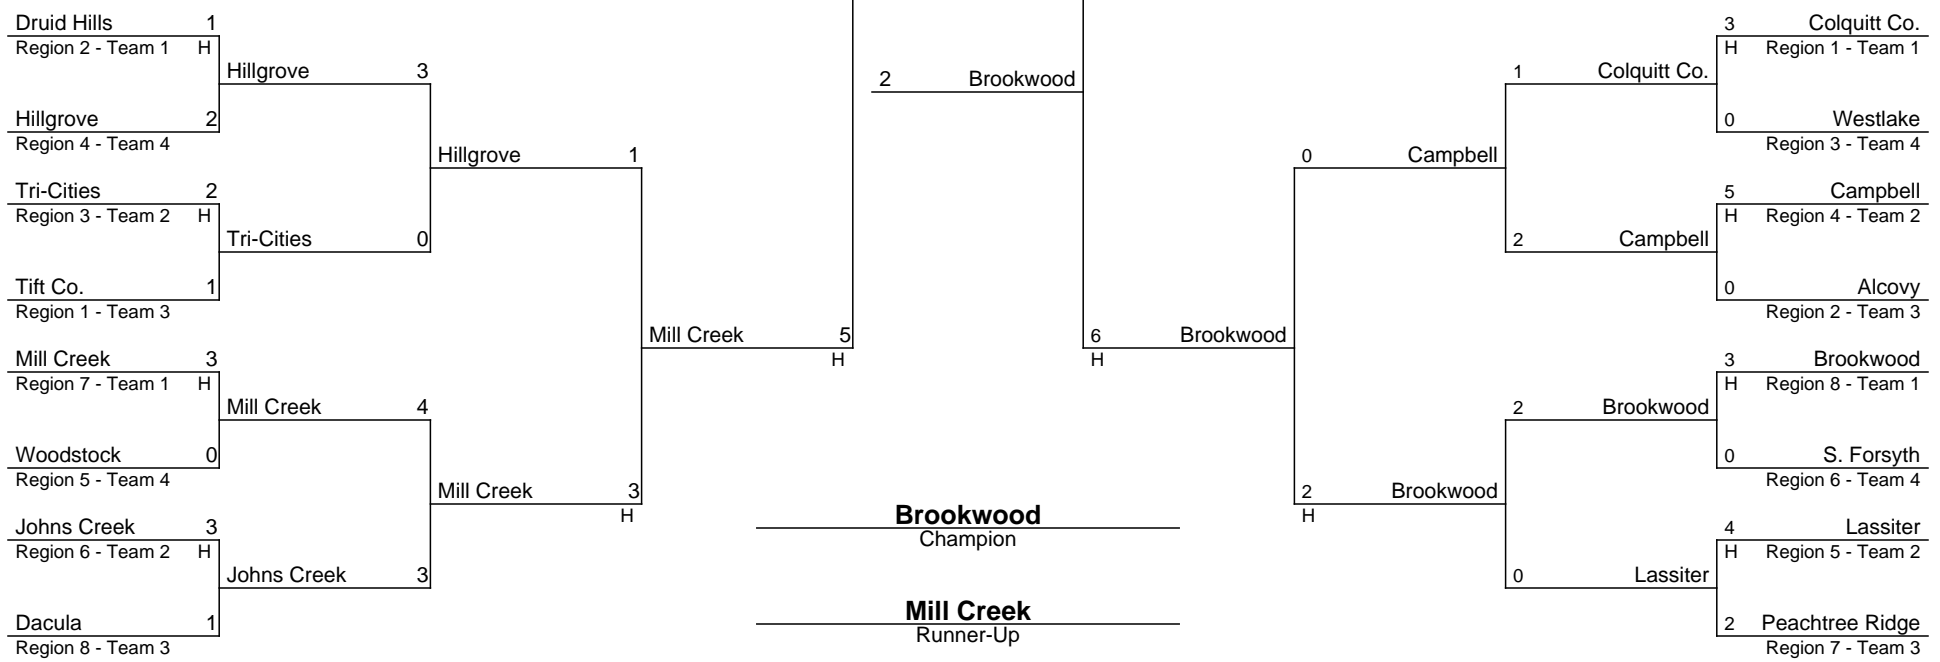 Druid Hills 1
Region 2 - Team 1 H
Hillgrove 2
Region 4 - Team 4
Tri-Cities 2
Region 3 - Team 2 H
Tift Co. 1
Region 1 - Team 3
Mill Creek 3
Region 7 - Team 1 H
Woodstock 0
Region 5 - Team 4
Johns Creek 3
Region 6 - Team 2 H
Dacula 1
Region 8 - Team 3
Hillgrove 3
Tri-Cities 0
Mill Creek 4
Johns Creek 3
Hillgrove 1
Mill Creek 3
H
Mill Creek 5
H
2 Brookwood
Brookwood
Champion
Mill Creek
Runner-Up
6 Brookwood
H
0 Campbell
2 Brookwood
H
1 Colquitt Co.
2 Campbell
2 Brookwood
0 Lassiter
3 Colquitt Co.
H Region 1 - Team 1
0 Westlake
Region 3 - Team 4
5 Campbell
H Region 4 - Team 2
0 Alcovy
Region 2 - Team 3
3 Brookwood
H Region 8 - Team 1
0 S. Forsyth
Region 6 - Team 4
4 Lassiter
H Region 5 - Team 2
2 Peachtree Ridge
Region 7 - Team 3